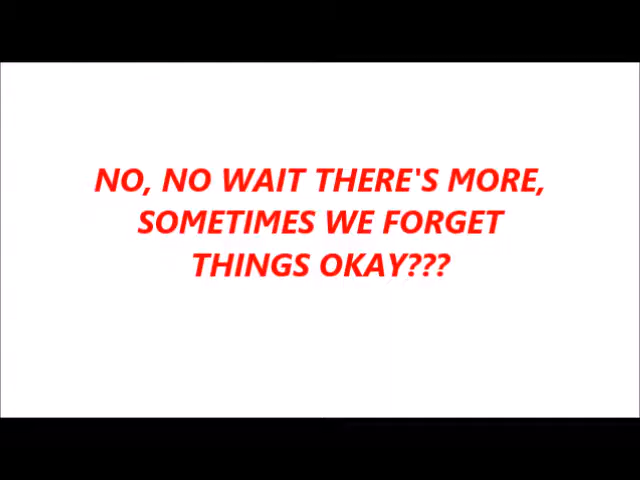 NO, NO WAIT THERE'S MORE,
SOMETIMES WE FORGET
THINGS OKAY???